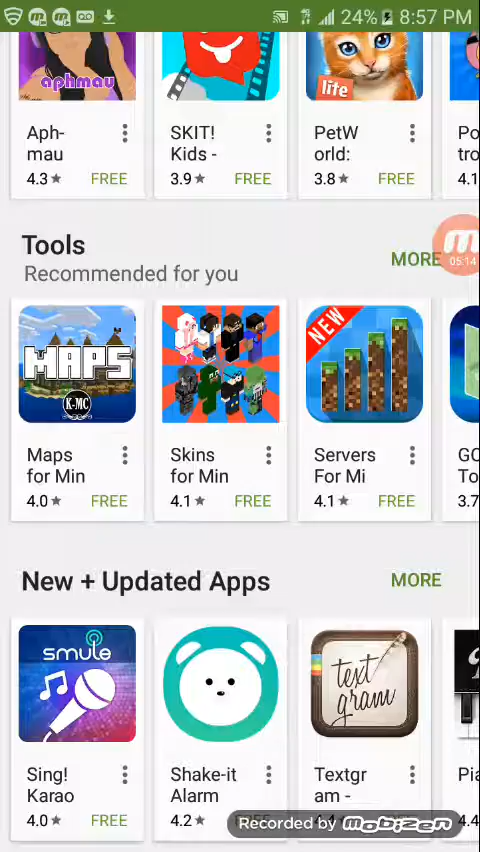 24% 8:57 PM
aphmau
lite
Aph- SKIT! PetW Po
mau Kids - orld: tro
4.3 FREE 3.9 FREE 3.8 FREE 4.1
Tools
Recommended for you
MORE
05:14
MAPS
K-MC
NEW
Maps Skins Servers GO
for Min for Min For Mi To
4.0 FREE 4.1 FREE 4.1 FREE 3.7
New + Updated Apps MORE
smule
text
gram
Sing! Shake-it Textgr Pia
Karao Alarm am -
4.0 FREE 4.2 FREE 4.4 4.4
Recorded by mobizen